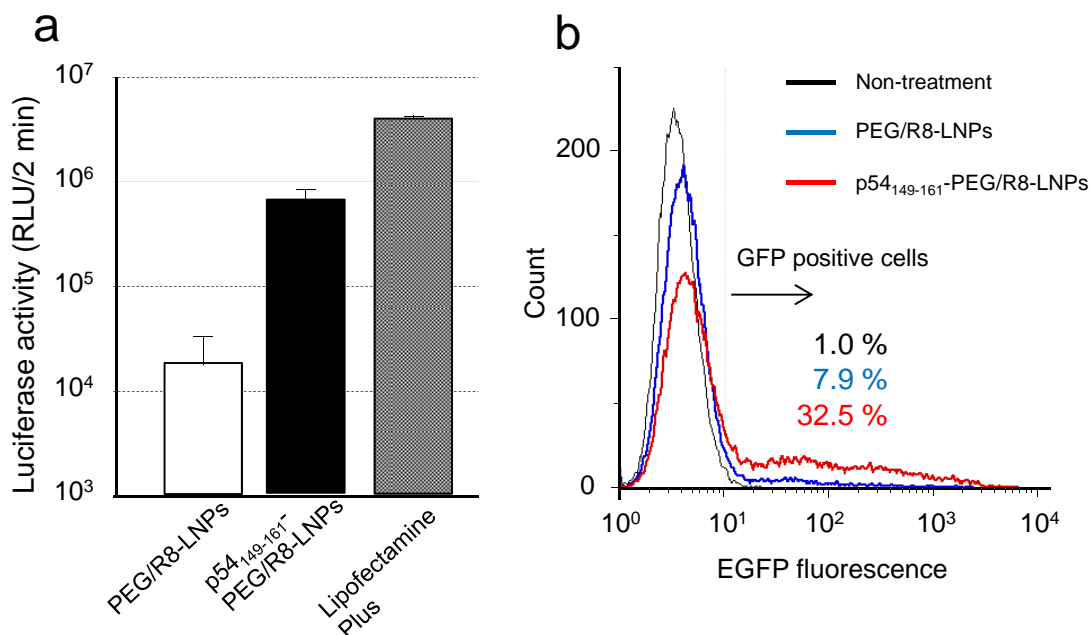 a
Luciferase activity (RLU/2 min)
10⁷
10⁶
10⁵
10⁴
10³
PEG/R8-LNPs
p54₁₄₉₋₁₆₁-
PEG/R8-LNPs
Lipofectamine
Plus
b
Non-treatment
PEG/R8-LNPs
p54₁₄₉₋₁₆₁-PEG/R8-LNPs
GFP positive cells
1.0 %
7.9 %
32.5 %
Count
200
100
0
10⁰
10¹
10²
10³
10⁴
EGFP fluorescence